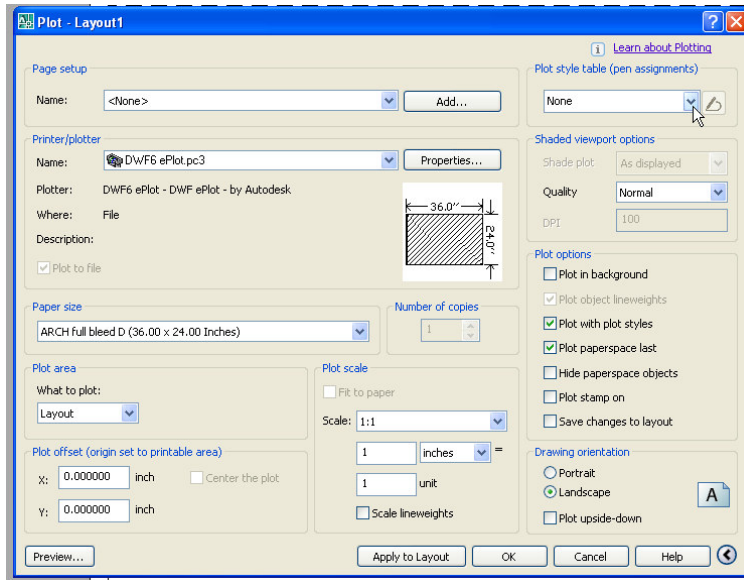 Plot - Layout1
Learn about Plotting
Page setup
Name: <None> Add...
Plot style table (pen assignments)
None
Printer/plotter
Name: DWF6 ePlot.pc3 Properties...
Plotter: DWF6 ePlot - DWF ePlot - by Autodesk
Where: File
Description:
Plot to file
36.0''
24.0''
Shaded viewport options
Shade plot As displayed
Quality Normal
DPI 100
Paper size
ARCH full bleed D (36.00 x 24.00 Inches)
Number of copies
1
Plot options
Plot in background
Plot object lineweights
Plot with plot styles
Plot paperspace last
Hide paperspace objects
Plot stamp on
Save changes to layout
Plot area
What to plot:
Layout
Plot scale
Fit to paper
Scale: 1:1
1 inches =
1 unit
Scale lineweights
Plot offset (origin set to printable area)
X: 0.000000 inch Center the plot
Y: 0.000000 inch
Drawing orientation
Portrait
Landscape
Plot upside-down
A
Preview... Apply to Layout OK Cancel Help